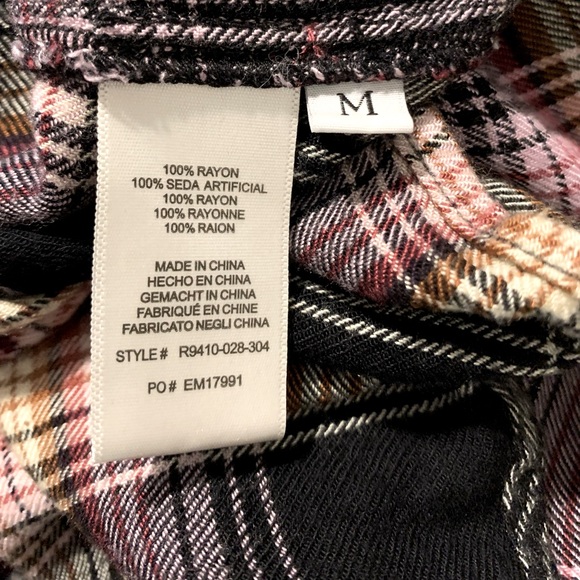 M
100% RAYON
100% SEDA ARTIFICIAL
100% RAYON
100% RAYONNE
100% RAION
MADE IN CHINA
HECHO EN CHINA
GEMACHT IN CHINA
FABRIQUÉ EN CHINE
FABRICATO NEGLI CHINA
STYLE# R9410-028-304
PO# EM17991